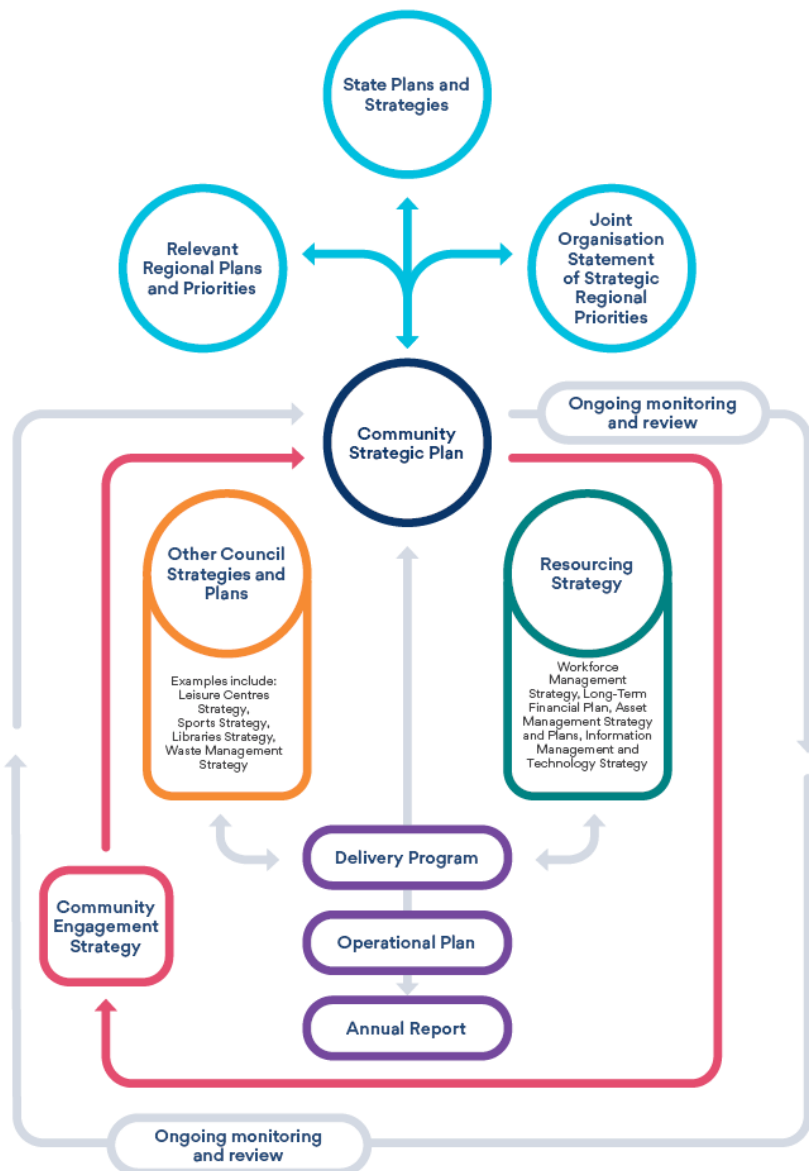 State Plans and
Strategies
Relevant
Regional Plans
and Priorities
Joint
Organisation
Statement
of Strategic
Regional
Priorities
Community
Strategic Plan
Ongoing monitoring
and review
Other Council
Strategies and
Plans
Examples include:
Leisure Centres
Strategy,
Sports Strategy,
Libraries Strategy,
Waste Management
Strategy
Resourcing
Strategy
Workforce
Management
Strategy, Long-Term
Financial Plan, Asset
Management Strategy
and Plans, Information
Management and
Technology Strategy
Delivery Program
Community
Engagement
Strategy
Operational Plan
Annual Report
Ongoing monitoring
and review